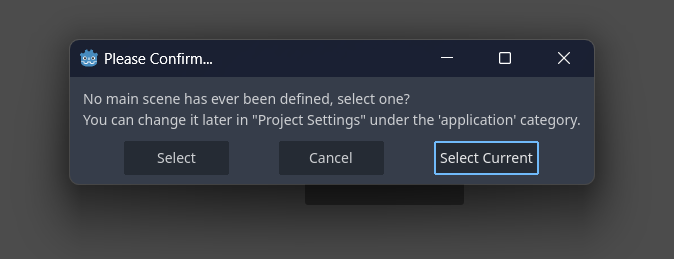 Please Confirm...
No main scene has ever been defined, select one?
You can change it later in "Project Settings" under the 'application' category.
Select
Cancel
Select Current